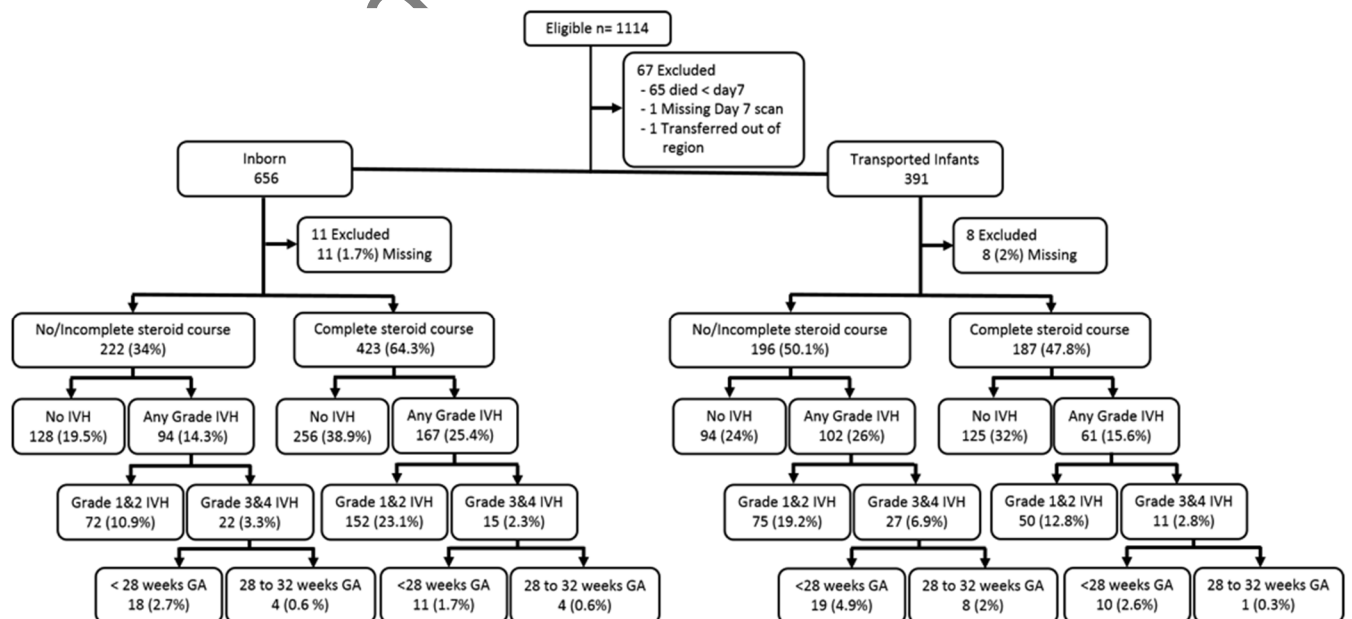 Eligible n= 1114
67 Excluded
- 65 died < day7
- 1 Missing Day 7 scan
- 1 Transferred out of
region
Inborn
656
Transported Infants
391
11 Excluded
11 (1.7%) Missing
8 Excluded
8 (2%) Missing
No/Incomplete steroid course
222 (34%)
Complete steroid course
423 (64.3%)
No/Incomplete steroid course
196 (50.1%)
Complete steroid course
187 (47.8%)
No IVH
128 (19.5%)
Any Grade IVH
94 (14.3%)
No IVH
256 (38.9%)
Any Grade IVH
167 (25.4%)
No IVH
94 (24%)
Any Grade IVH
102 (26%)
No IVH
125 (32%)
Any Grade IVH
61 (15.6%)
Grade 1&2 IVH
72 (10.9%)
Grade 3&4 IVH
22 (3.3%)
Grade 1&2 IVH
152 (23.1%)
Grade 3&4 IVH
15 (2.3%)
Grade 1&2 IVH
75 (19.2%)
Grade 3&4 IVH
27 (6.9%)
Grade 1&2 IVH
50 (12.8%)
Grade 3&4 IVH
11 (2.8%)
< 28 weeks GA
18 (2.7%)
28 to 32 weeks GA
4 (0.6 %)
<28 weeks GA
11 (1.7%)
28 to 32 weeks GA
4 (0.6%)
<28 weeks GA
19 (4.9%)
28 to 32 weeks GA
8 (2%)
<28 weeks GA
10 (2.6%)
28 to 32 weeks GA
1 (0.3%)